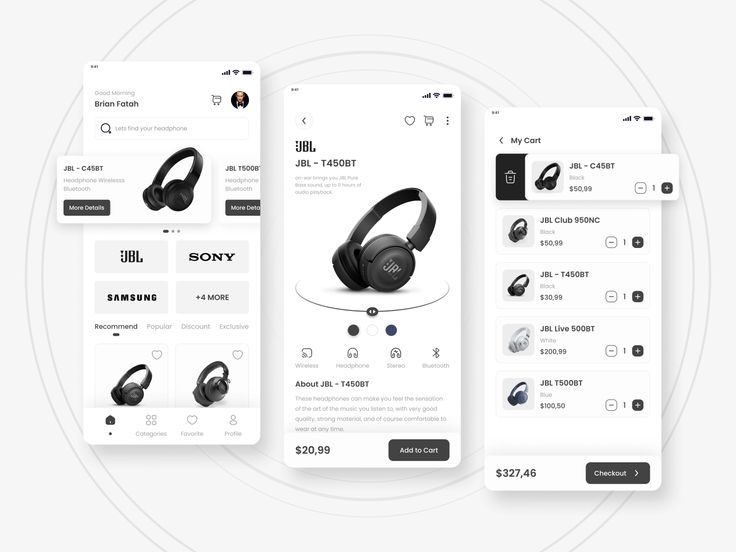 9:41
Good Morning
Brian Fatah
Lets find your headphone
JBL - C45BT
Headphone Wirelesss
Bluetooth
More Details
JBL T500BT
Headphone
Bluetooth
More Deta
JBL
SONY
SAMSUNG
+4 MORE
Recommend
Popular
Discount
Exclusive
Categories
Favorite
Profile
9:41
JBL
JBL - T450BT
on-ear brings you JBL Pure
Bass sound, up to 11 hours of
audio playback.
JBL
Wireless
Headphone
Stereo
Bluetooth
About JBL - T450BT
These headphones can make you feel the sensation
of the art of the music you listen to, with very good
quality, strong material, and of course comfortable to
wear at any time.
$20,99
Add to Cart
9:41
My Cart
JBL - C45BT
Black
$50,99
1
JBL Club 950NC
Black
$50,99
1
JBL - T450BT
Black
$30,99
1
JBL Live 500BT
White
$200,99
1
JBL T500BT
Blue
$100,50
1
$327,46
Checkout